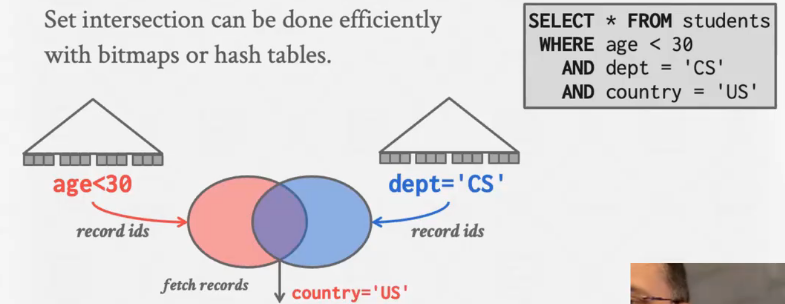 Set intersection can be done efficiently
with bitmaps or hash tables.
SELECT * FROM students
WHERE age < 30
AND dept = 'CS'
AND country = 'US'
age<30
dept='CS'
record ids
record ids
fetch records
country='US'